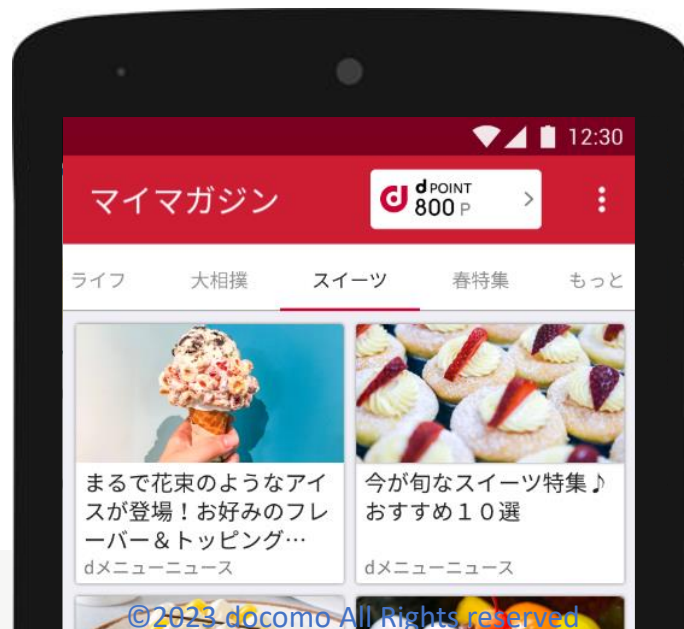 12:30
マイマガジン
d POINT
800 P
ライフ 大相撲 スイーツ 春特集 もっと
まるで花束のようなアイ
スが登場！お好みのフレ
ーバー＆トッピング…
dメニューニュース
今が旬なスイーツ特集♪
おすすめ１０選
dメニューニュース
©2023 docomo All Rights reserved